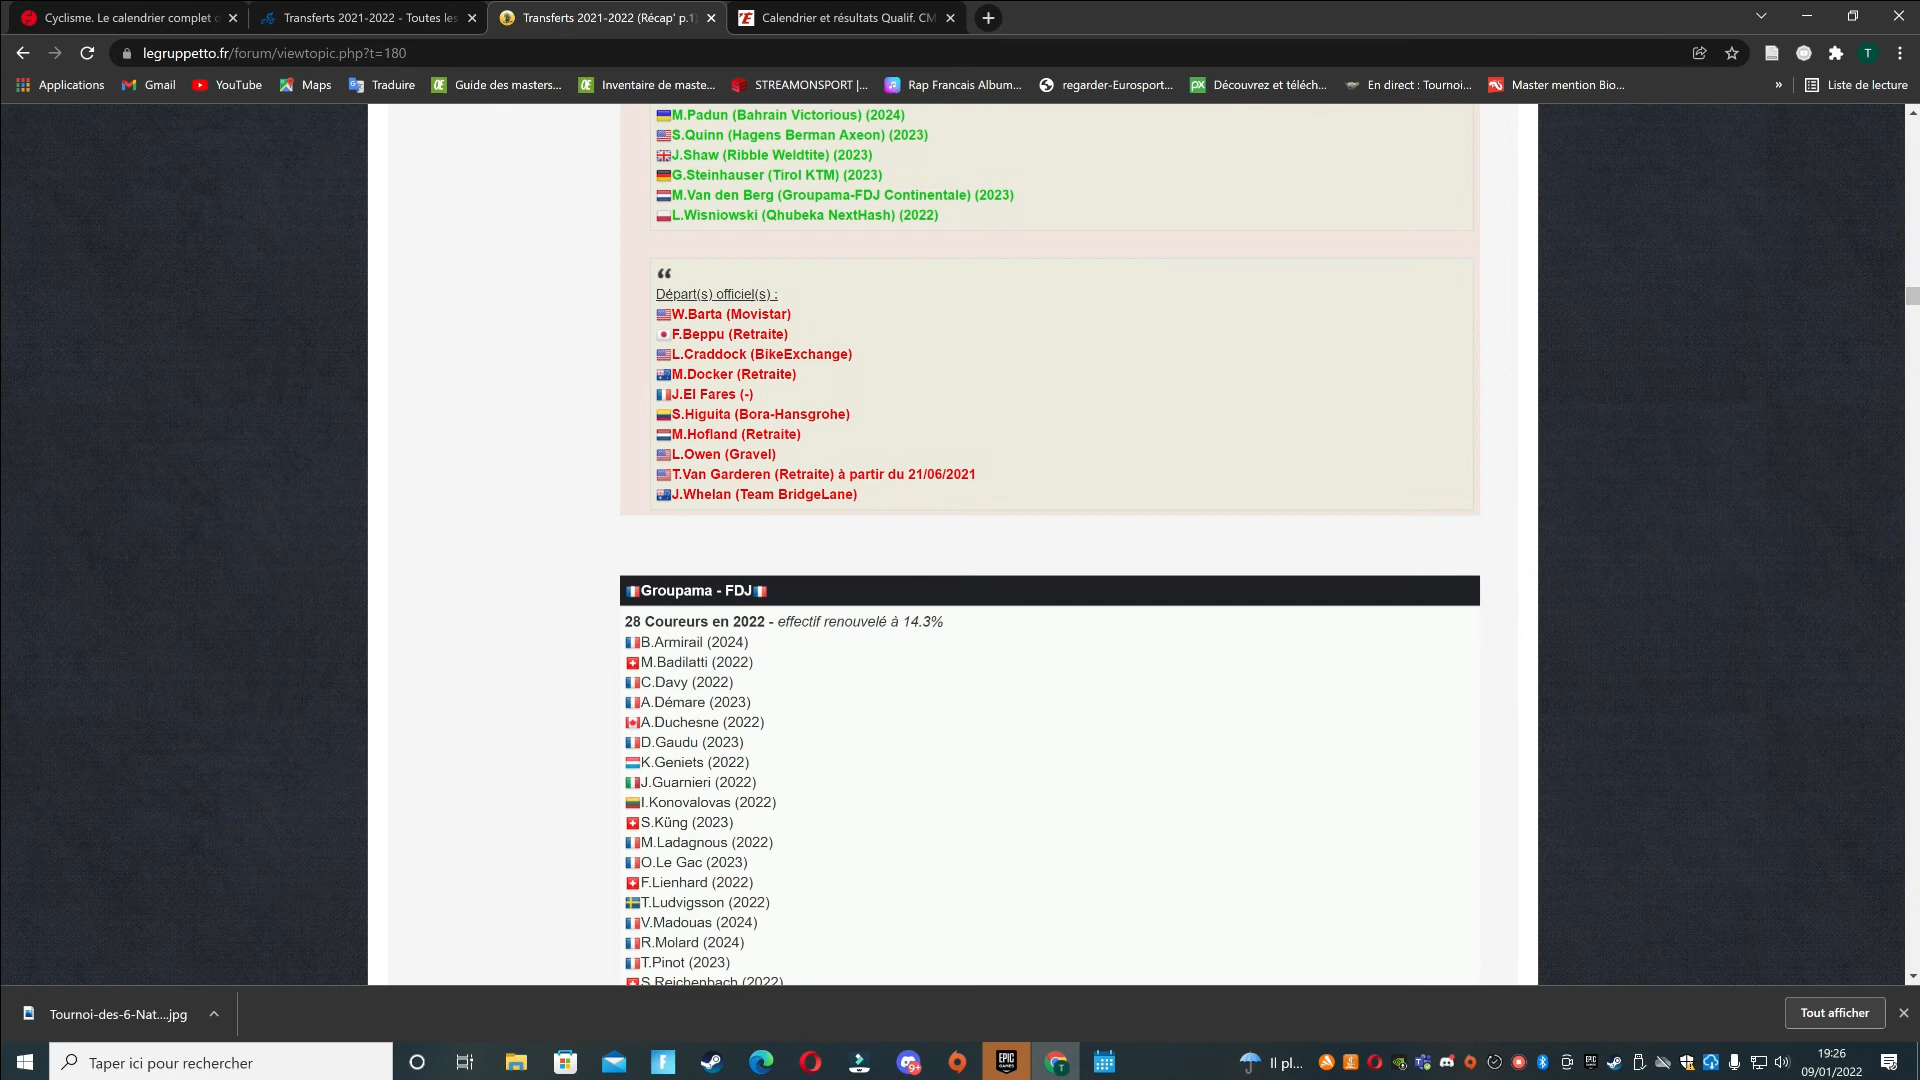 Cyclisme. Le calendrier complet d
Transferts 2021-2022 - Toutes les
Transferts 2021-2022 (Récap' p.1)
Calendrier et résultats Qualif. CM
legruppetto.fr/forum/viewtopic.php?t=180
T
Applications
Gmail
YouTube
Maps
Traduire
Guide des masters...
Inventaire de maste...
STREAMONSPORT |...
Rap Francais Album...
regarder-Eurosport...
Découvrez et téléch...
En direct : Tournoi...
Master mention Bio...
»
Liste de lecture
M.Padun (Bahrain Victorious) (2024)
S.Quinn (Hagens Berman Axeon) (2023)
J.Shaw (Ribble Weldtite) (2023)
G.Steinhauser (Tirol KTM) (2023)
M.Van den Berg (Groupama-FDJ Continentale) (2023)
L.Wisniowski (Qhubeka NextHash) (2022)
“
Départ(s) officiel(s) :
W.Barta (Movistar)
F.Beppu (Retraite)
L.Craddock (BikeExchange)
M.Docker (Retraite)
J.El Fares (-)
S.Higuita (Bora-Hansgrohe)
M.Hofland (Retraite)
L.Owen (Gravel)
T.Van Garderen (Retraite) à partir du 21/06/2021
J.Whelan (Team BridgeLane)
Groupama - FDJ
28 Coureurs en 2022 - effectif renouvelé à 14.3%
B.Armirail (2024)
M.Badilatti (2022)
C.Davy (2022)
A.Démare (2023)
A.Duchesne (2022)
D.Gaudu (2023)
K.Geniets (2022)
J.Guarnieri (2022)
I.Konovalovas (2022)
S.Küng (2023)
M.Ladagnous (2022)
O.Le Gac (2023)
F.Lienhard (2022)
T.Ludvigsson (2022)
V.Madouas (2024)
R.Molard (2024)
T.Pinot (2023)
S.Reichenbach (2022)
Tournoi-des-6-Nat....jpg
Tout afficher
Taper ici pour rechercher
Il pl...
19:26
09/01/2022